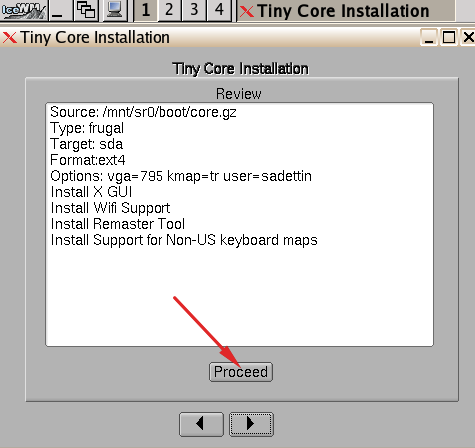 IceWM 1 2 3 4 Tiny Core Installation
Tiny Core Installation
Tiny Core Installation
Review
Source: /mnt/sr0/boot/core.gz
Type: frugal
Target: sda
Format:ext4
Options: vga=795 kmap=tr user=sadettin
Install X GUI
Install Wifi Support
Install Remaster Tool
Install Support for Non-US keyboard maps
Proceed